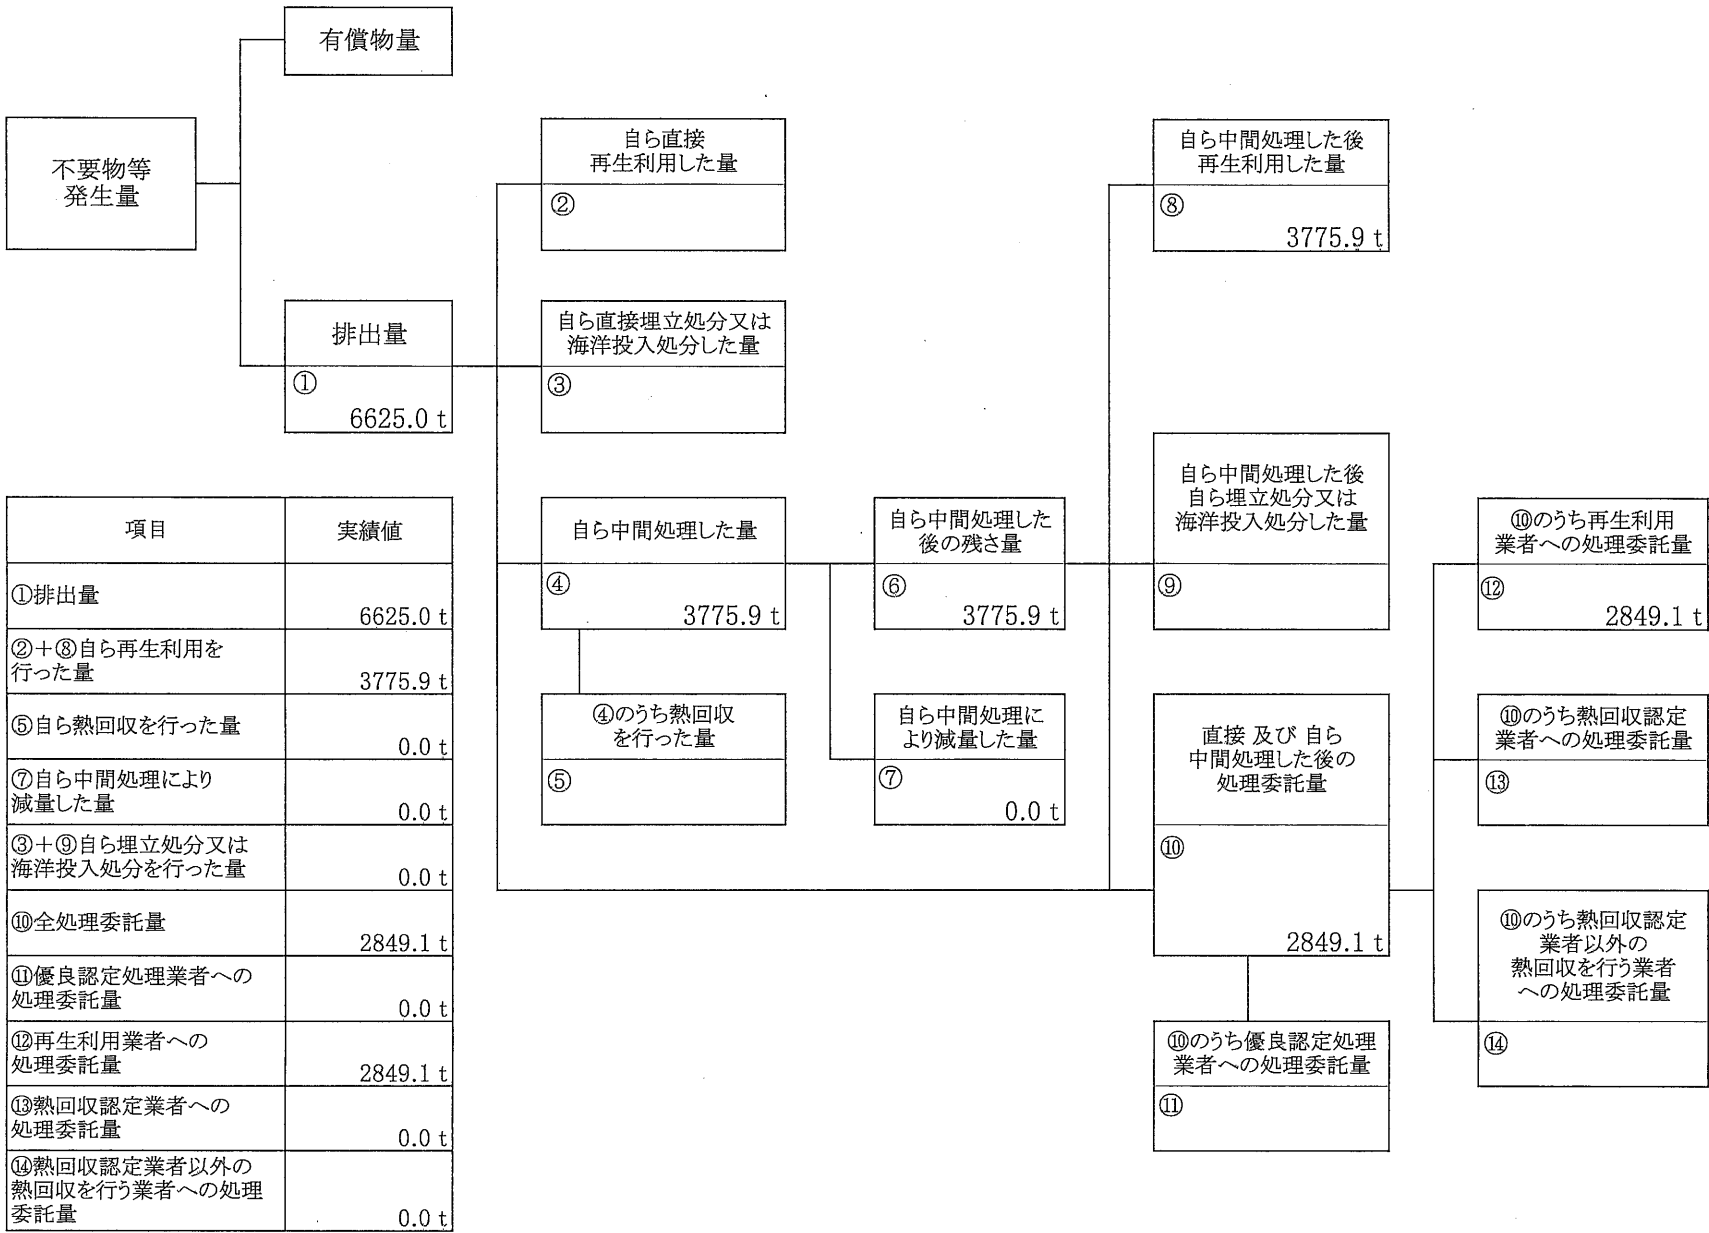 有償物量
不要物等
発生量
排出量
①
6625.0 t
自ら直接
再生利用した量
②
自ら直接埋立処分又は
海洋投入処分した量
③
自ら中間処理した量
④
3775.9 t
④のうち熱回収
を行った量
⑤
自ら中間処理した
後の残さ量
⑥
3775.9 t
自ら中間処理に
より減量した量
⑦
0.0 t
自ら中間処理した後
再生利用した量
⑧
3775.9 t
自ら中間処理した後
自ら埋立処分又は
海洋投入処分した量
⑨
直接 及び 自ら
中間処理した後の
処理委託量
⑩
2849.1 t
⑩のうち優良認定処理
業者への処理委託量
⑪
⑩のうち再生利用
業者への処理委託量
⑫
2849.1 t
⑩のうち熱回収認定
業者への処理委託量
⑬
⑩のうち熱回収認定
業者以外の
熱回収を行う業者
への処理委託量
⑭
項目 実績値
①排出量
6625.0 t
②＋⑧自ら再生利用を
行った量
3775.9 t
⑤自ら熱回収を行った量
0.0 t
⑦自ら中間処理により
減量した量
0.0 t
③＋⑨自ら埋立処分又は
海洋投入処分を行った量
0.0 t
⑩全処理委託量
2849.1 t
⑪優良認定処理業者への
処理委託量
0.0 t
⑫再生利用業者への
処理委託量
2849.1 t
⑬熱回収認定業者への
処理委託量
0.0 t
⑭熱回収認定業者以外の
熱回収を行う業者への処理
委託量
0.0 t